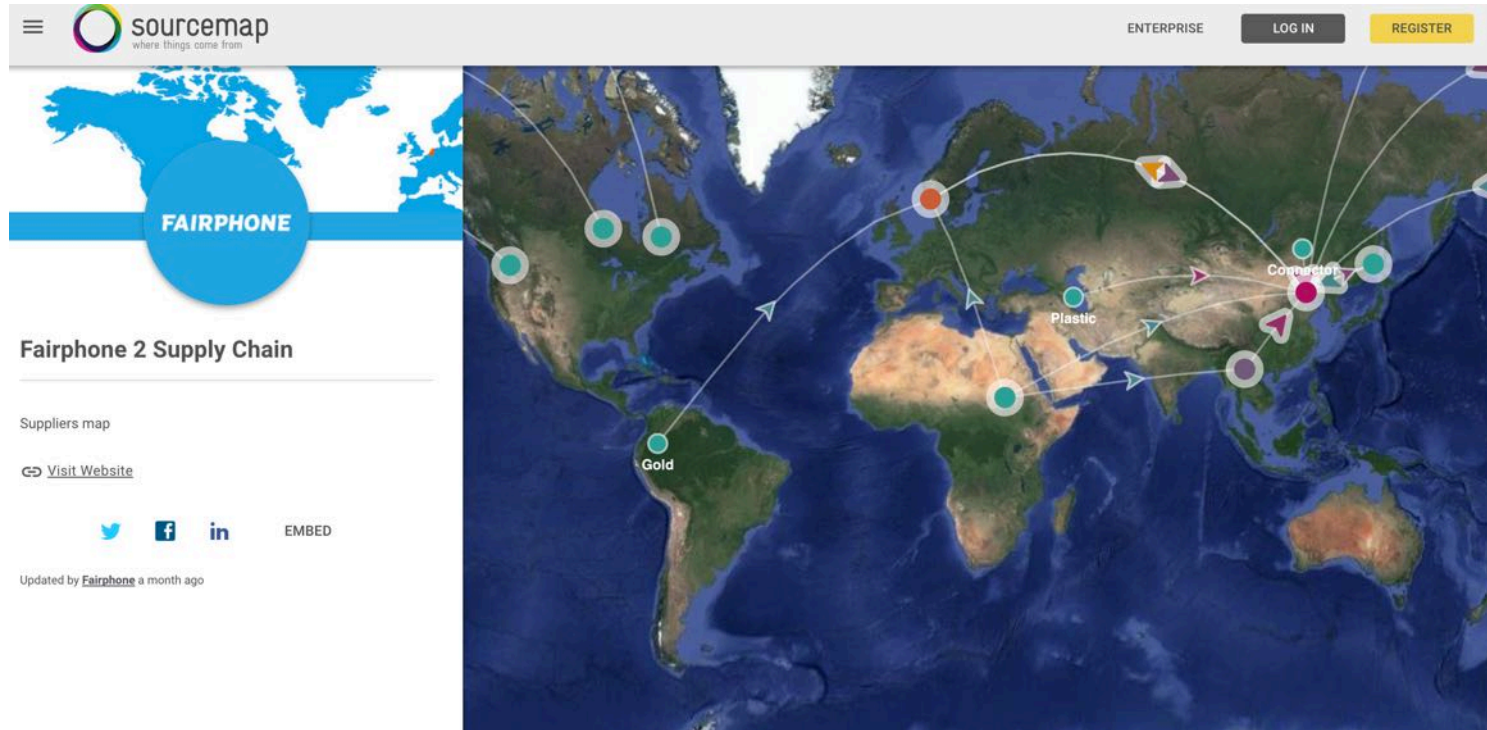 sourcemap
where things come from
ENTERPRISE
LOG IN
REGISTER
FAIRPHONE
Fairphone 2 Supply Chain
Suppliers map
Visit Website
EMBED
Updated by Fairphone a month ago
Connector
Plastic
Gold